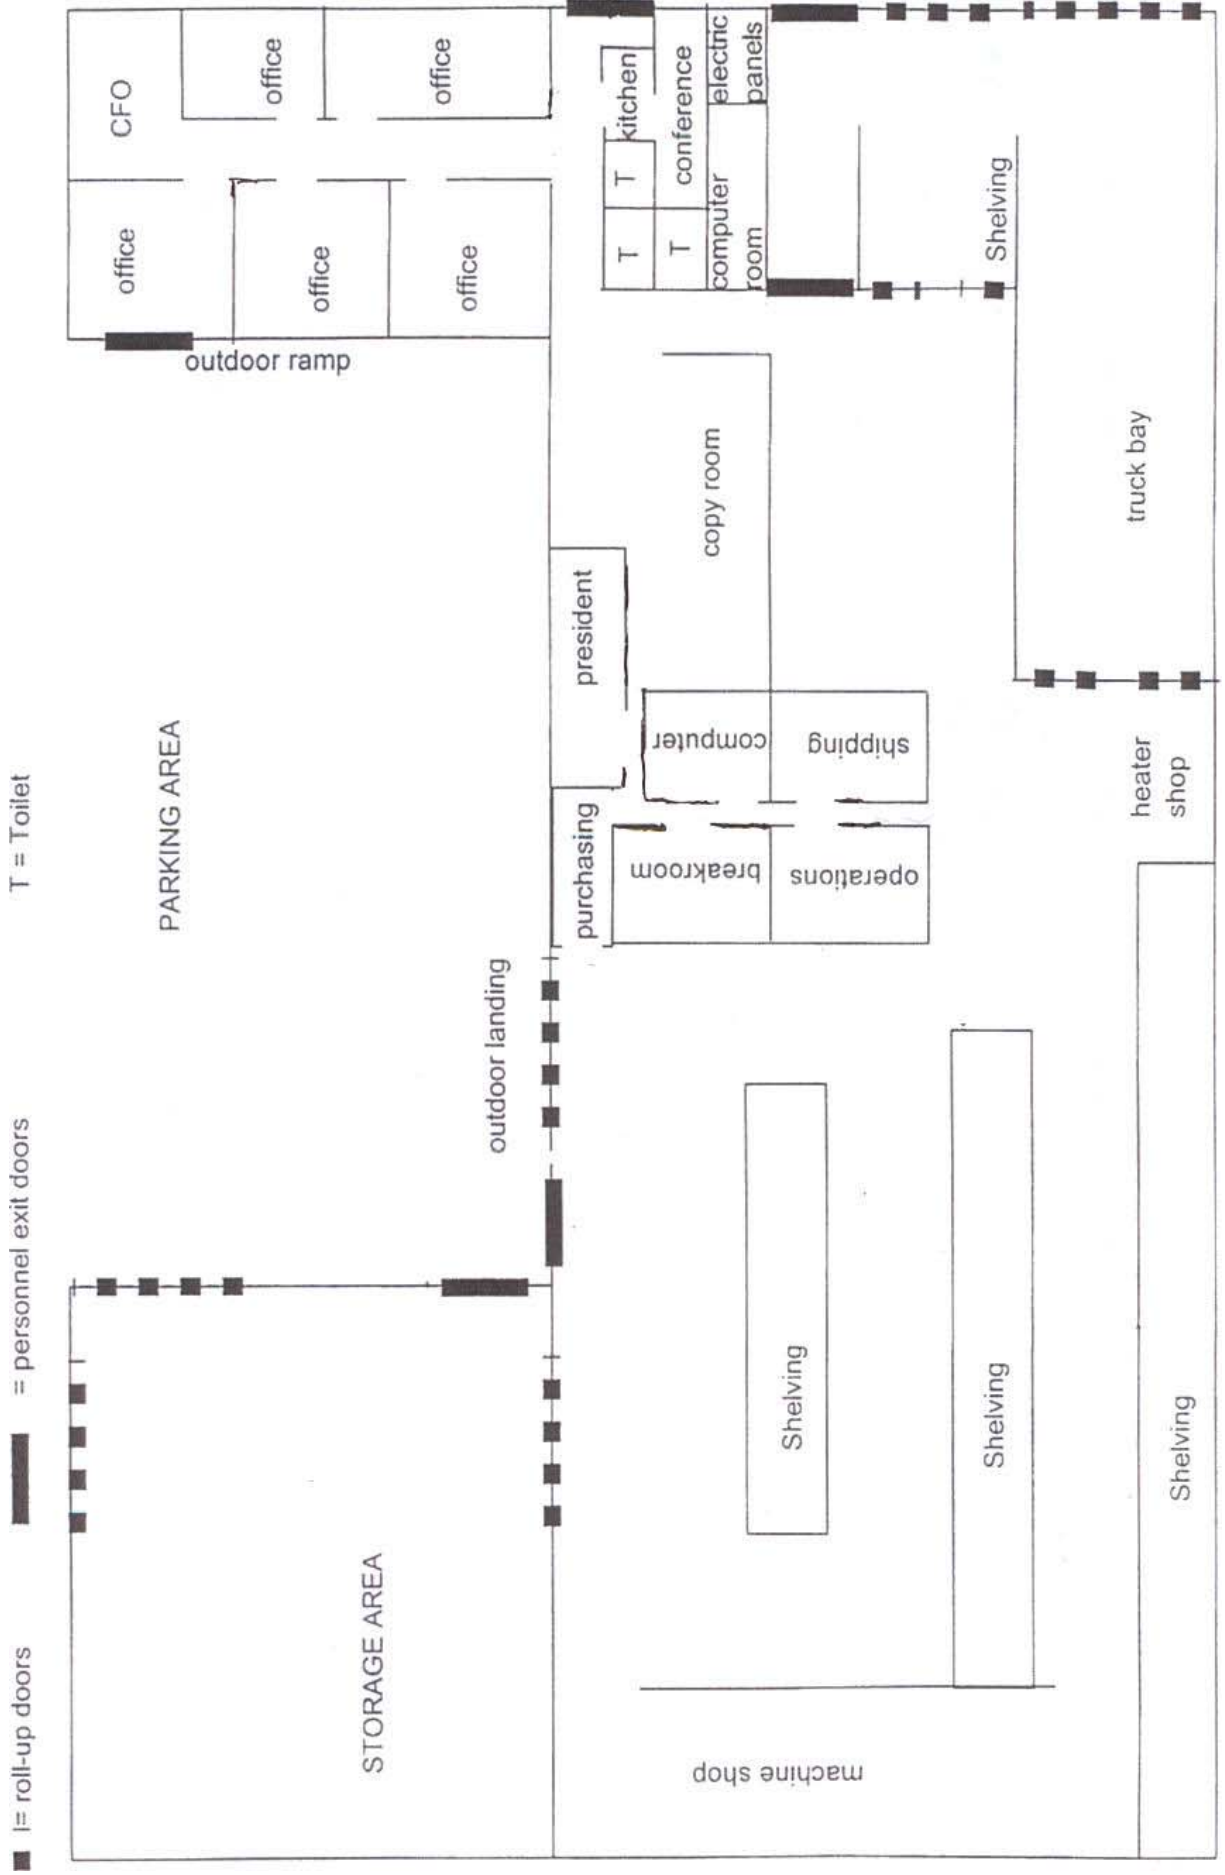 ■ I= roll-up doors
= personnel exit doors
T = Toilet
CFO
office
office
office
office
office
outdoor ramp
PARKING AREA
STORAGE AREA
outdoor landing
purchasing
president
kitchen
T
T
T
conference
electric
panels
computer
room
copy room
computer
shipping
breakroom
operations
Shelving
truck bay
heater
shop
Shelving
Shelving
Shelving
machine shop